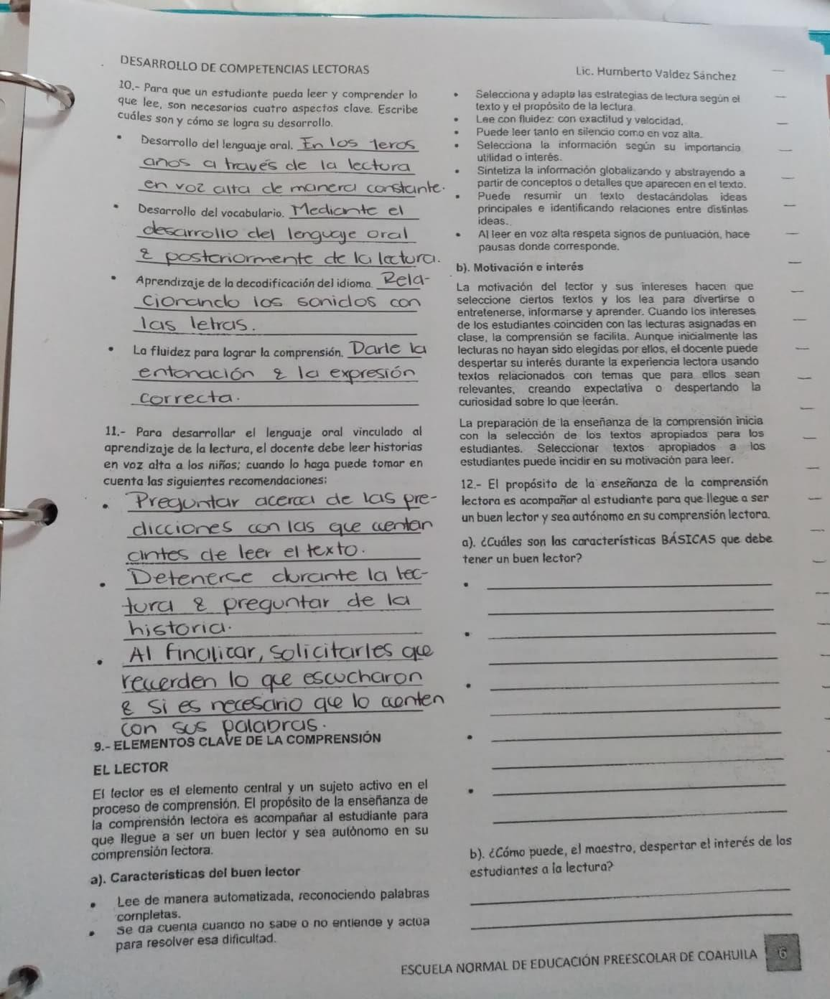 DESARROLLO DE COMPETENCIAS LECTORAS
Lic. Humberto Valdez Sánchez
10.- Para que un estudiante pueda leer y comprender lo
que lee, son necesarios cuatro aspectos clave. Escribe
cuáles son y cómo se logra su desarrollo.
• Desarrollo del lenguaje oral. En los 1eros
años a través de la lectura
en voz alta de manera constante.
• Desarrollo del vocabulario. Mediante el
desarrollo del lenguaje oral
& posteriormente de la lectura.
• Aprendizaje de la decodificación del idioma. Rela-
cionando los sonidos con
las letras.
• La fluidez para lograr la comprensión. Darle la
entonación & la expresión
correcta.
11.- Para desarrollar el lenguaje oral vinculado al
aprendizaje de la lectura, el docente debe leer historias
en voz alta a los niños; cuando lo haga puede tomar en
cuenta las siguientes recomendaciones:
• Preguntar acerca de las pre-
dicciones con las que cuentan
antes de leer el texto.
• Detenerse durante la lec-
tura & preguntar de la
historia.
• Al finalizar, solicitarles que
recuerden lo que escucharon
& si es necesario que lo cuenten
con sus palabras.
9.- ELEMENTOS CLAVE DE LA COMPRENSIÓN
EL LECTOR
El lector es el elemento central y un sujeto activo en el
proceso de comprensión. El propósito de la enseñanza de
la comprensión lectora es acompañar al estudiante para
que llegue a ser un buen lector y sea autónomo en su
comprensión lectora.
a). Características del buen lector
• Lee de manera automatizada, reconociendo palabras
completas.
• Se da cuenta cuando no sabe o no entiende y actúa
para resolver esa dificultad.
• Selecciona y adapta las estrategias de lectura según el
texto y el propósito de la lectura
• Lee con fluidez: con exactitud y velocidad.
• Puede leer tanto en silencio como en voz alta.
• Selecciona la información según su importancia
utilidad o interés.
• Sintetiza la información globalizando y abstrayendo a
partir de conceptos o detalles que aparecen en el texto.
• Puede resumir un texto destacándolas ideas
principales e identificando relaciones entre distintas
ideas.
• Al leer en voz alta respeta signos de puntuación, hace
pausas donde corresponde.
b). Motivación e interés
La motivación del lector y sus intereses hacen que
seleccione ciertos textos y los lea para divertirse o
entretenerse, informarse y aprender. Cuando los intereses
de los estudiantes coinciden con las lecturas asignadas en
clase, la comprensión se facilita. Aunque inicialmente las
lecturas no hayan sido elegidas por ellos, el docente puede
despertar su interés durante la experiencia lectora usando
textos relacionados con temas que para ellos sean
relevantes, creando expectativa o despertando la
curiosidad sobre lo que leerán.
La preparación de la enseñanza de la comprensión inicia
con la selección de los textos apropiados para los
estudiantes. Seleccionar textos apropiados a los
estudiantes puede incidir en su motivación para leer.
12.- El propósito de la enseñanza de la comprensión
lectora es acompañar al estudiante para que llegue a ser
un buen lector y sea autónomo en su comprensión lectora.
a). ¿Cuáles son las características BÁSICAS que debe
tener un buen lector?
b). ¿Cómo puede, el maestro, despertar el interés de los
estudiantes a la lectura?
ESCUELA NORMAL DE EDUCACIÓN PREESCOLAR DE COAHUILA 6